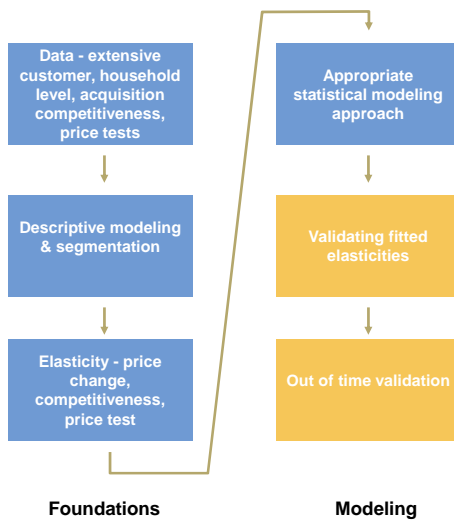 Data - extensive
customer, household
level, acquisition
competitiveness,
price tests
Descriptive modeling
& segmentation
Elasticity - price
change,
competitiveness,
price test
Foundations
Appropriate
statistical modeling
approach
Validating fitted
elasticities
Out of time validation
Modeling